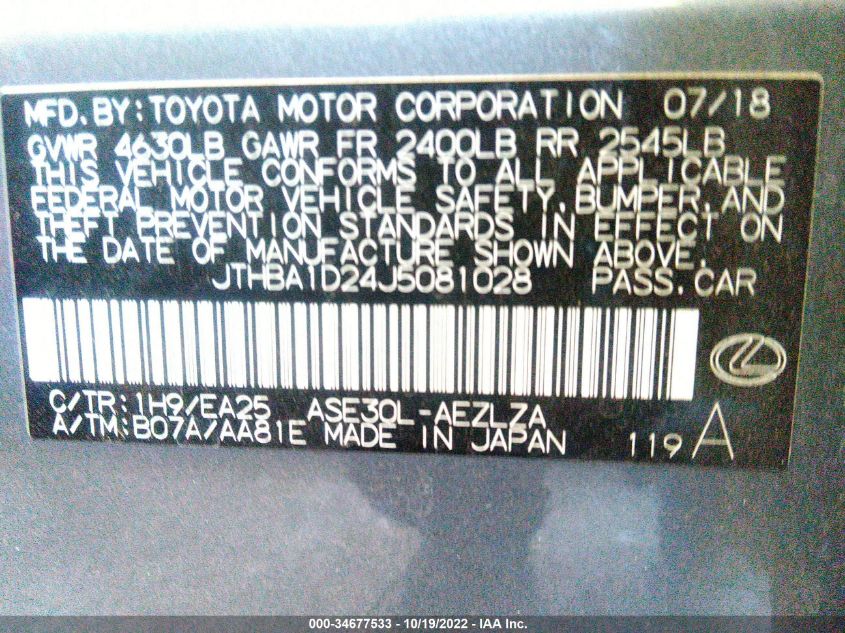 MFD.BY:TOYOTA MOTOR CORPORATION 07/18
GVWR 4630LB GAWR FR 2400LB RR 2545LB
THIS VEHICLE CONFORMS TO ALL APPLICABLE
FEDERAL MOTOR VEHICLE SAFETY,BUMPER,AND
THEFT PREVENTION STANDARDS IN EFFECT ON
THE DATE OF MANUFACTURE SHOWN ABOVE.
JTHBA1D24J5081028 PASS.CAR
C/TR:1H9/EA25 ASE30L-AEZLZA
A/TM:B07A/AA81E MADE IN JAPAN 119 A
000-34677533 - 10/19/2022 - IAA Inc.